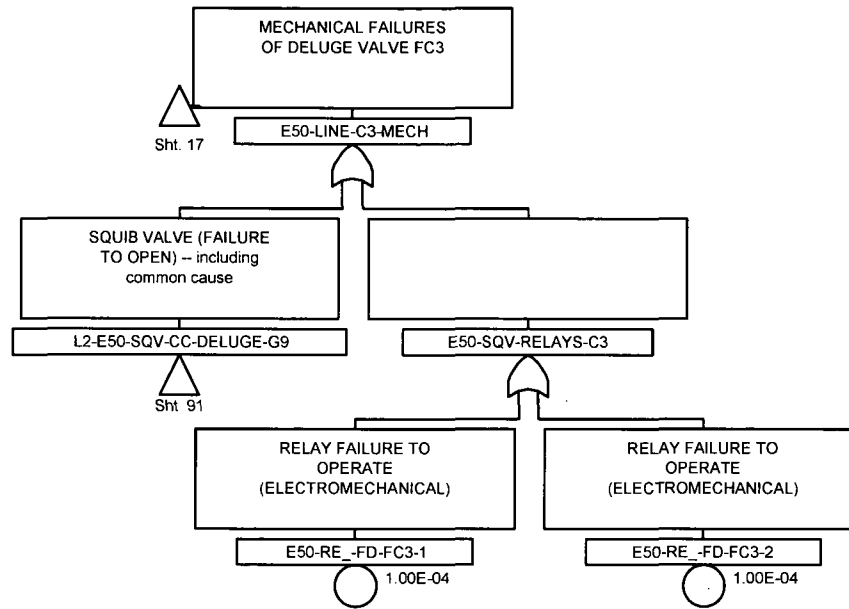 MECHANICAL FAILURES
OF DELUGE VALVE FC3
Sht. 17
E50-LINE-C3-MECH
SQUIB VALVE (FAILURE
TO OPEN) -- including
common cause
L2-E50-SQV-CC-DELUGE-G9
E50-SQV-RELAYS-C3
Sht 91
RELAY FAILURE TO
OPERATE
(ELECTROMECHANICAL)
RELAY FAILURE TO
OPERATE
(ELECTROMECHANICAL)
E50-RE_-FD-FC3-1
E50-RE_-FD-FC3-2
1.00E-04
1.00E-04